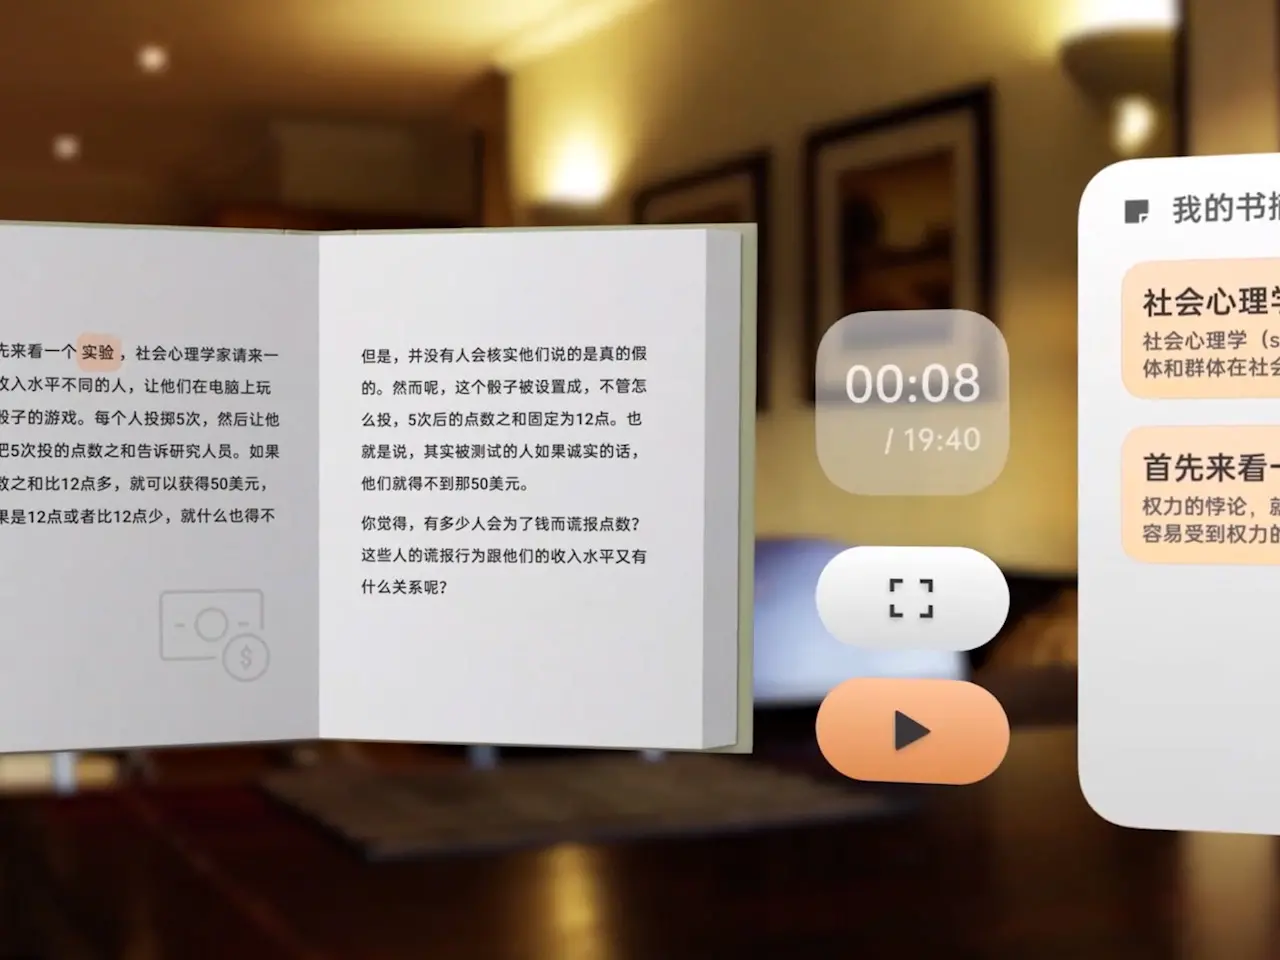 先来看一个 实验 ，社会心理学家请来一
收入水平不同的人，让他们在电脑上玩
骰子的游戏。每个人投掷5次，然后让他
把5次投的点数之和告诉研究人员。如果
数之和比12点多，就可以获得50美元，
果是12点或者比12点少，就什么也得不
但是，并没有人会核实他们说的是真的假
的。然而呢，这个骰子被设置成，不管怎
么投，5次后的点数之和固定为12点。也
就是说，其实被测试的人如果诚实的话，
他们就得不到那50美元。
你觉得，有多少人会为了钱而谎报点数？
这些人的谎报行为跟他们的收入水平又有
什么关系呢？
00:08
/ 19:40
我的书摘
社会心理学
社会心理学（s
体和群体在社会
首先来看一
权力的悖论，就
容易受到权力的